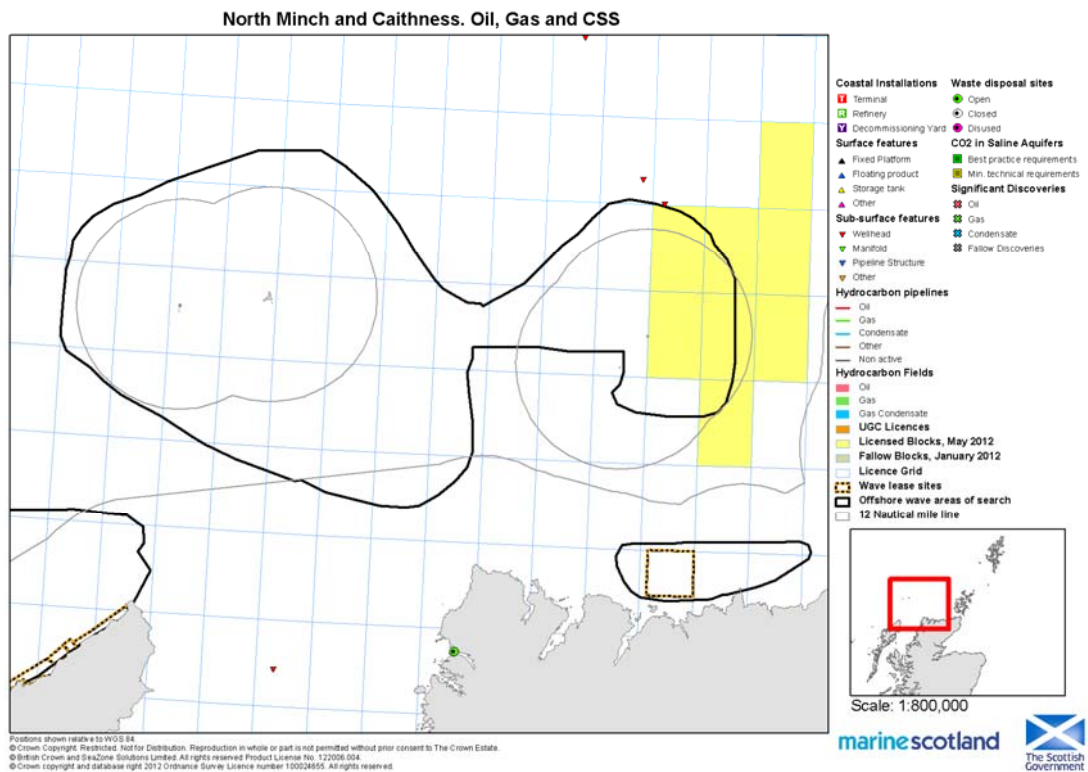 North Minch and Caithness. Oil, Gas and CSS
Coastal Installations
Terminal
Refinery
Decommissioning Yard
Surface features
Fixed Platform
Floating product
Storage tank
Other
Sub-surface features
Wellhead
Manifold
Pipeline Structure
Other
Hydrocarbon pipelines
Oil
Gas
Condensate
Other
Non active
Hydrocarbon Fields
Oil
Gas
Gas Condensate
UGC Licences
Licensed Blocks, May 2012
Fallow Blocks, January 2012
Licence Grid
Wave lease sites
Offshore wave areas of search
12 Nautical mile line
Waste disposal sites
Open
Closed
Disused
CO2 in Saline Aquifers
Best practice requirements
Min. technical requirements
Significant Discoveries
Oil
Gas
Condensate
Fallow Discoveries
Scale: 1:800,000
marinescotland
The Scottish
Government
Positions shown relative to WGS 84.
© Crown Copyright. Restricted. Not for Distribution. Reproduction in whole or part is not permitted without prior consent to The Crown Estate.
© British Crown and SeaZone Solutions Limited. All rights reserved Product License No. 122006.004.
© Crown copyright and database right 2012 Ordnance Survey Licence number 100024655. All rights reserved.